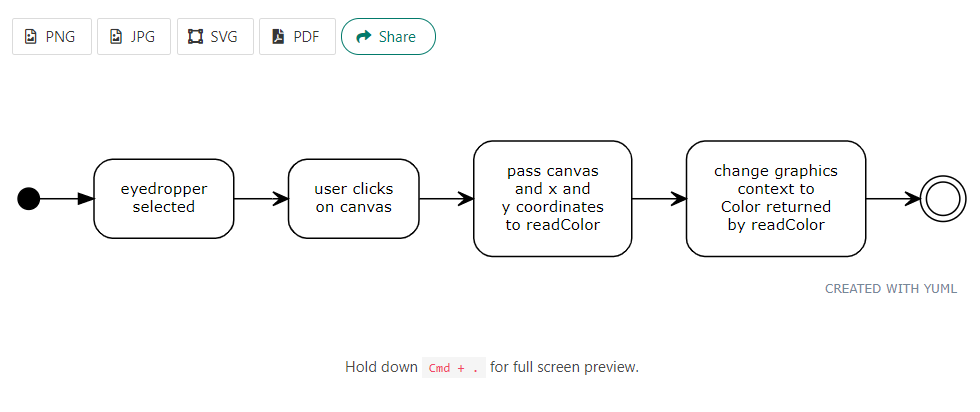 PNG
JPG
SVG
PDF
Share
eyedropper
selected
user clicks
on canvas
pass canvas
and x and
y coordinates
to readColor
change graphics
context to
Color returned
by readColor
CREATED WITH YUML
Hold down Cmd + . for full screen preview.